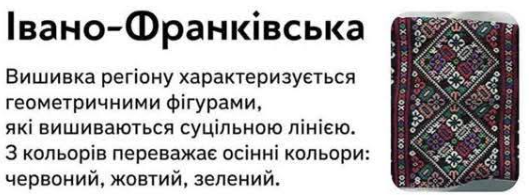 Івано-Франківська
Вишивка регіону характеризується
геометричними фігурами,
які вишиваються суцільною лінією.
З кольорів переважає осінні кольори:
червоний, жовтий, зелений.